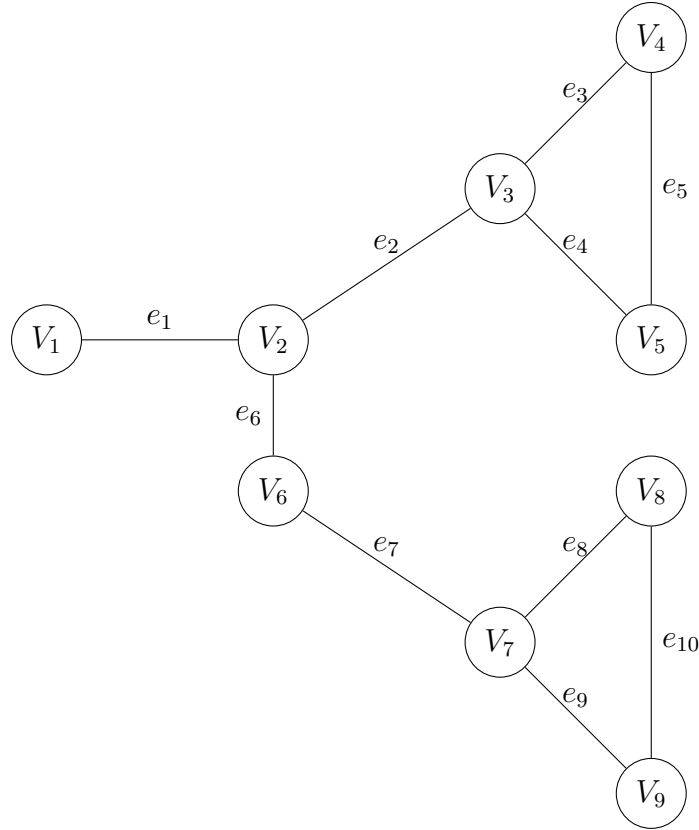 V₄
e₃
V₃
e₅
e₂
e₄
e₁
V₁
V₂
V₅
e₆
V₆
V₈
e₇
e₈
V₇
e₁₀
e₉
V₉